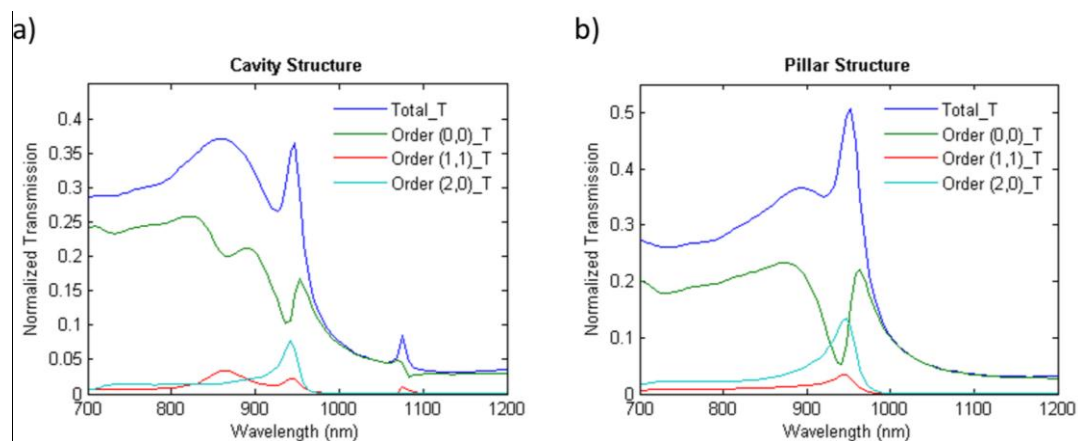 a)
Cavity Structure
Total_T
Order (0,0)_T
Order (1,1)_T
Order (2,0)_T
0.4
0.35
0.3
0.25
0.2
0.15
0.1
0.05
0
Normalized Transmission
700 800 900 1000 1100 1200
Wavelength (nm)
b)
Pillar Structure
Total_T
Order (0,0)_T
Order (1,1)_T
Order (2,0)_T
0.5
0.4
0.3
0.2
0.1
0
Normalized Transmission
700 800 900 1000 1100 1200
Wavelength (nm)